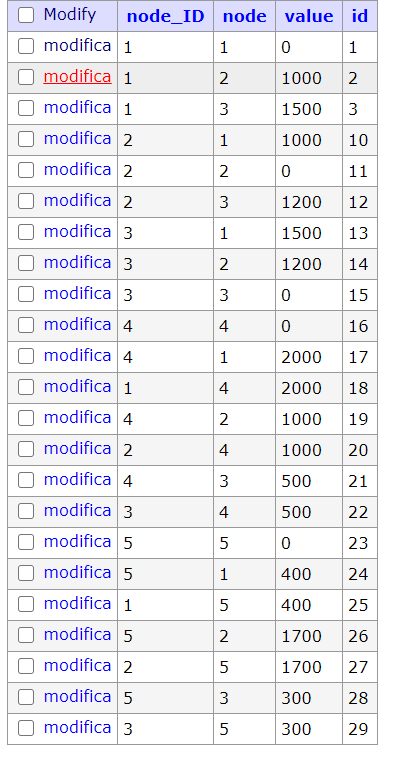 Modify node_ID node value id
modifica 1 1 0 1
modifica 1 2 1000 2
modifica 1 3 1500 3
modifica 2 1 1000 10
modifica 2 2 0 11
modifica 2 3 1200 12
modifica 3 1 1500 13
modifica 3 2 1200 14
modifica 3 3 0 15
modifica 4 4 0 16
modifica 4 1 2000 17
modifica 1 4 2000 18
modifica 4 2 1000 19
modifica 2 4 1000 20
modifica 4 3 500 21
modifica 3 4 500 22
modifica 5 5 0 23
modifica 5 1 400 24
modifica 1 5 400 25
modifica 5 2 1700 26
modifica 2 5 1700 27
modifica 5 3 300 28
modifica 3 5 300 29